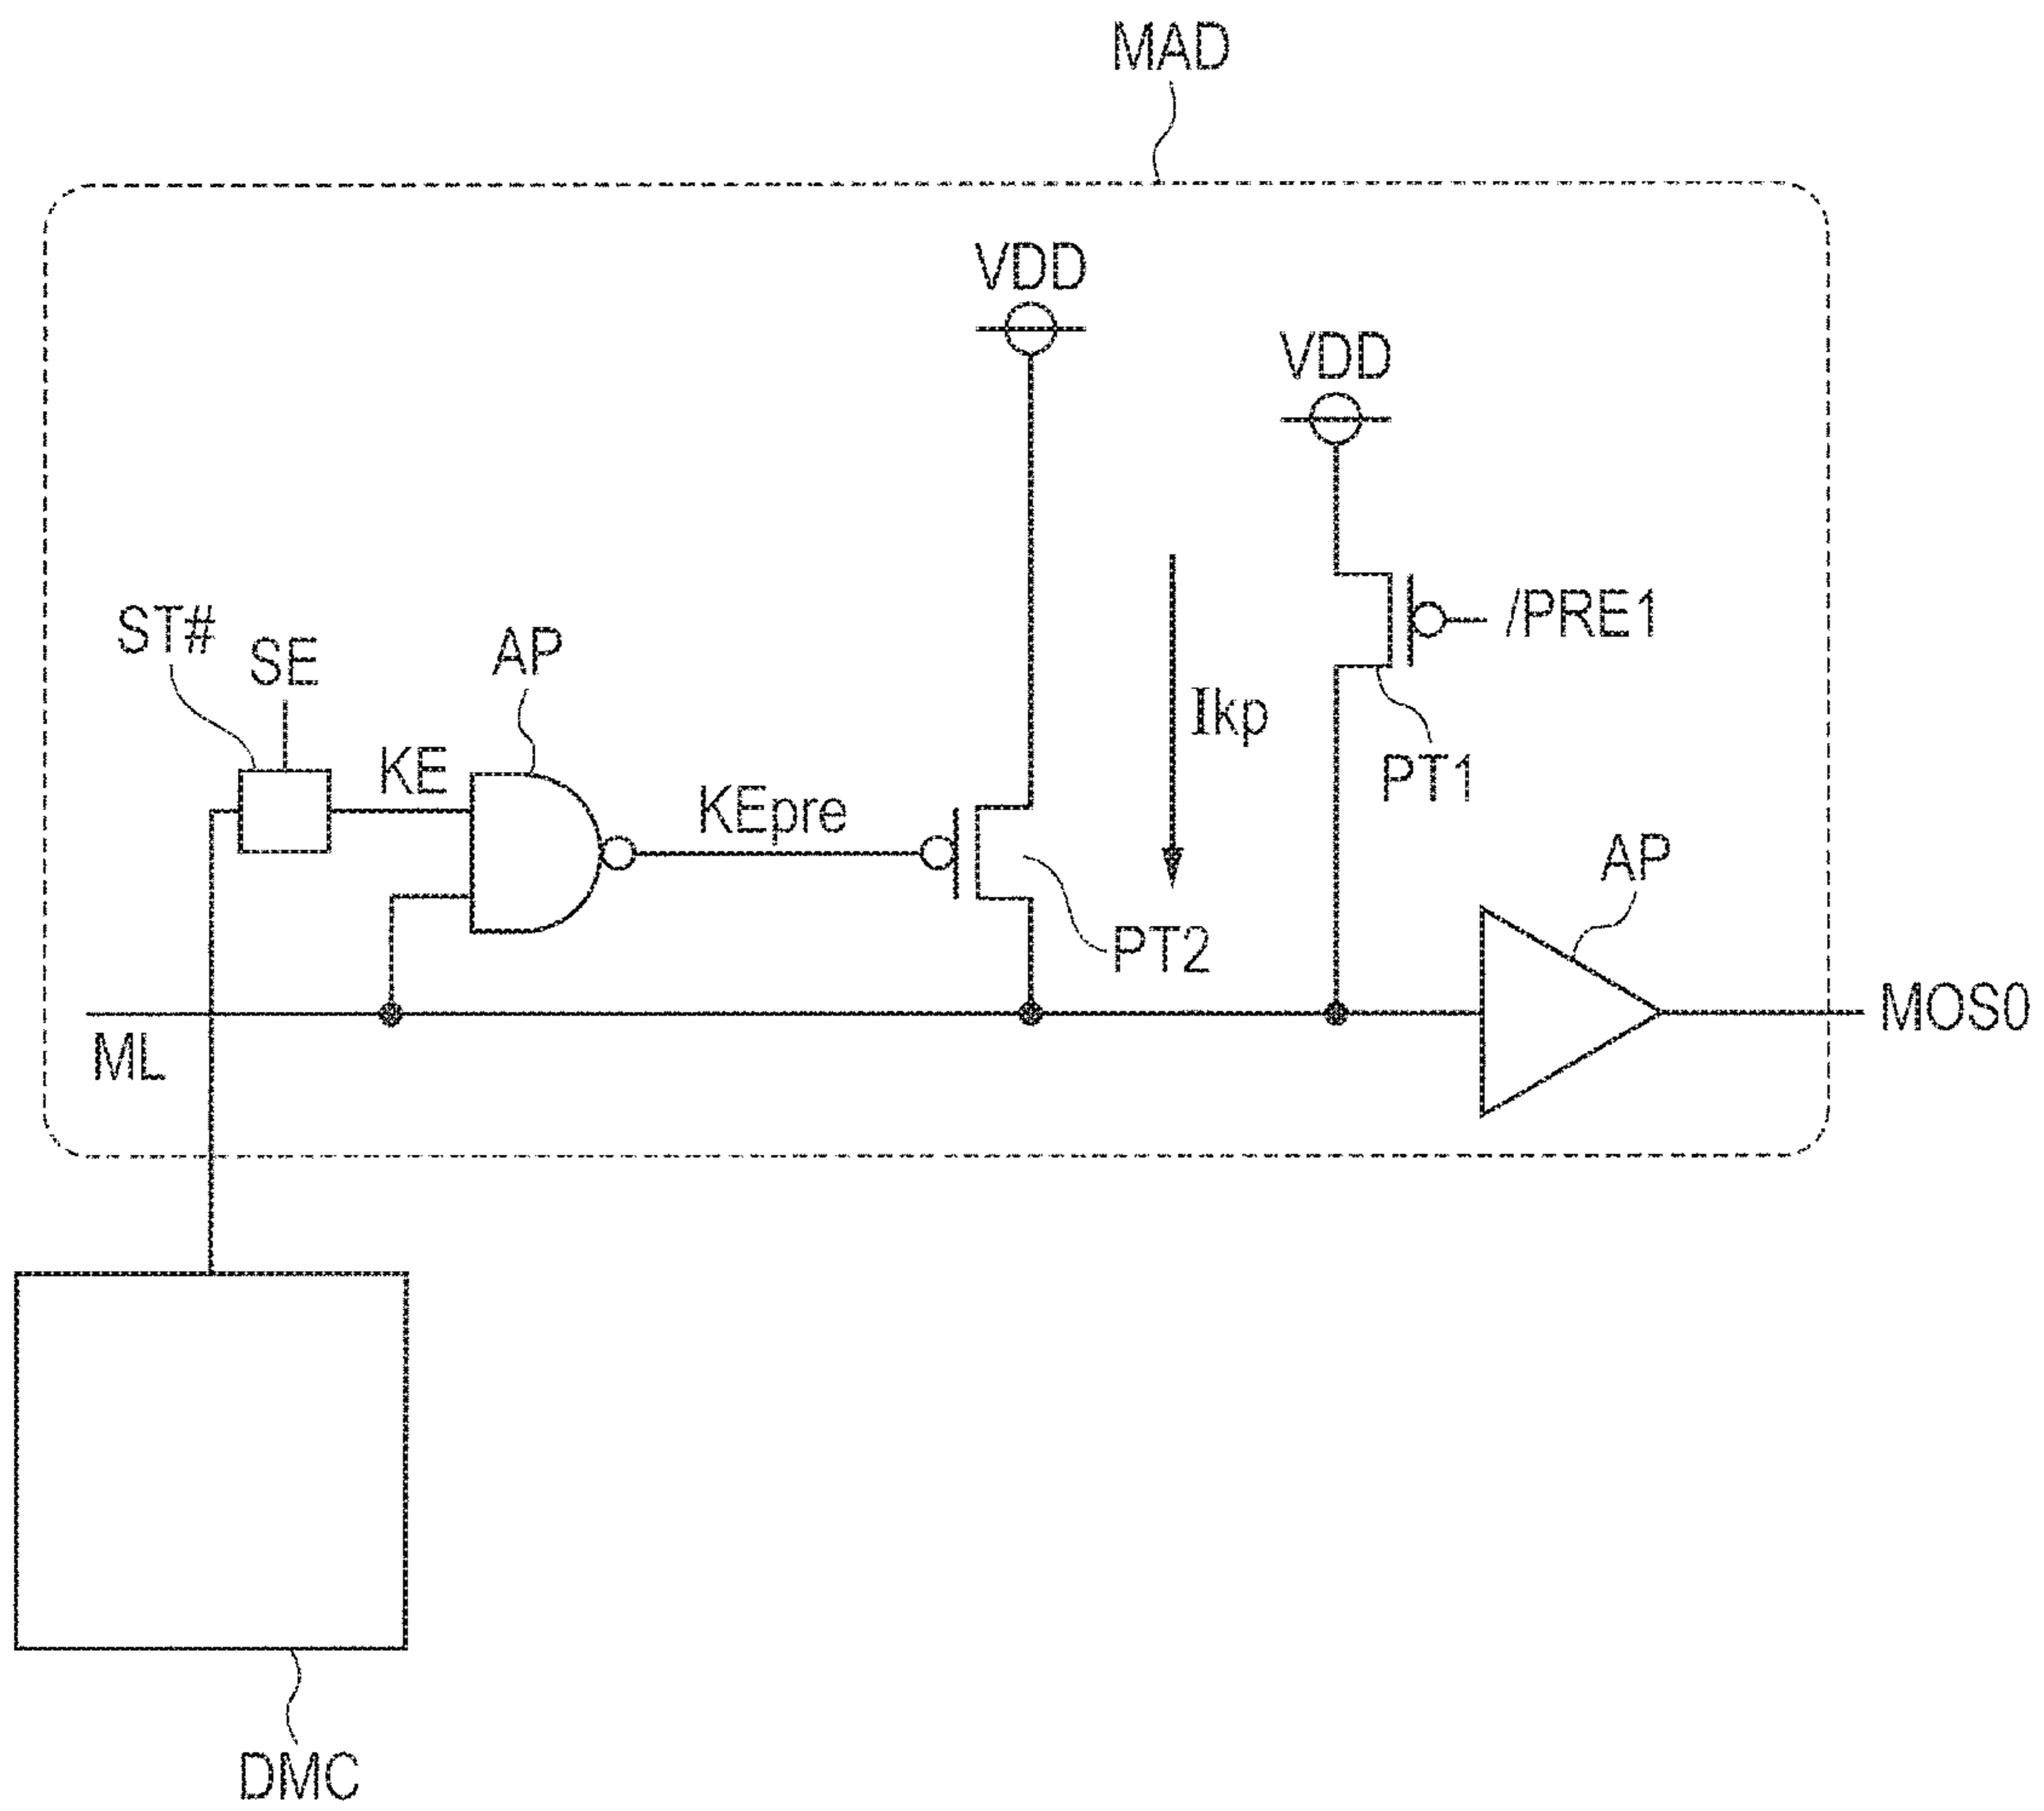 MAD
VDD
VDD
ST#
SE
AP
/PRE1
Ikp
KE
PT1
KEpre
AP
PT2
MOS0
ML
DMC